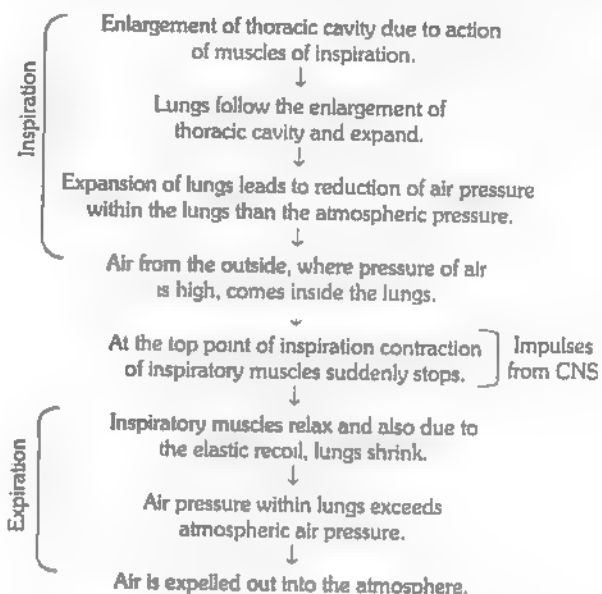 Enlargement of thoracic cavity due to action
of muscles of inspiration.
↓
Lungs follow the enlargement of
thoracic cavity and expand.
↓
Expansion of lungs leads to reduction of air pressure
within the lungs than the atmospheric pressure.
↓
Inspiration
Air from the outside, where pressure of air
is high, comes inside the lungs.
↓
At the top point of inspiration contraction
of inspiratory muscles suddenly stops.
Impulses
from CNS
↓
Inspiratory muscles relax and also due to
the elastic recoil, lungs shrink.
↓
Air pressure within lungs exceeds
atmospheric air pressure.
↓
Expiration
Air is expelled out into the atmosphere.